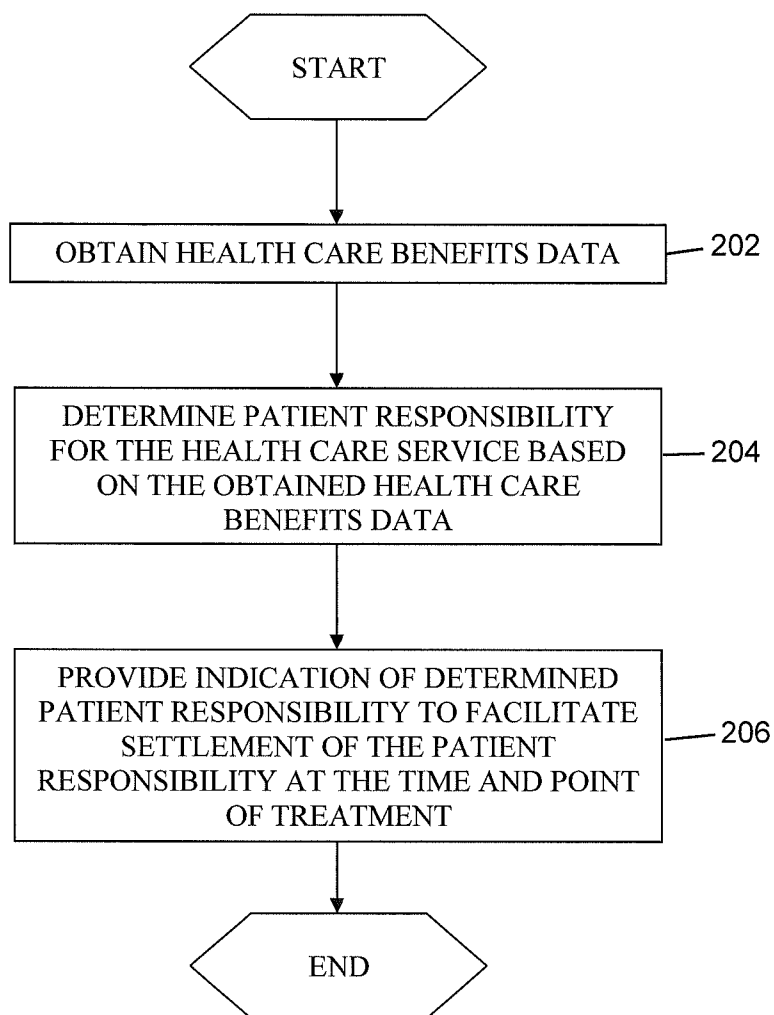 START
OBTAIN HEALTH CARE BENEFITS DATA
202
DETERMINE PATIENT RESPONSIBILITY
FOR THE HEALTH CARE SERVICE BASED
ON THE OBTAINED HEALTH CARE
BENEFITS DATA
204
PROVIDE INDICATION OF DETERMINED
PATIENT RESPONSIBILITY TO FACILITATE
SETTLEMENT OF THE PATIENT
RESPONSIBILITY AT THE TIME AND POINT
OF TREATMENT
206
END